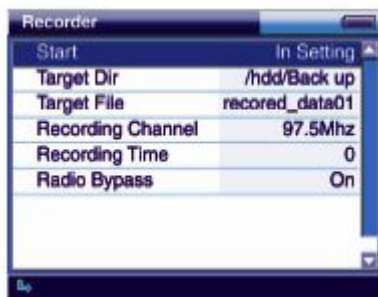 Recorder
Start In Setting
Target Dir /hdd/Back up
Target File recored_data01
Recording Channel 97.5Mhz
Recording Time 0
Radio Bypass On